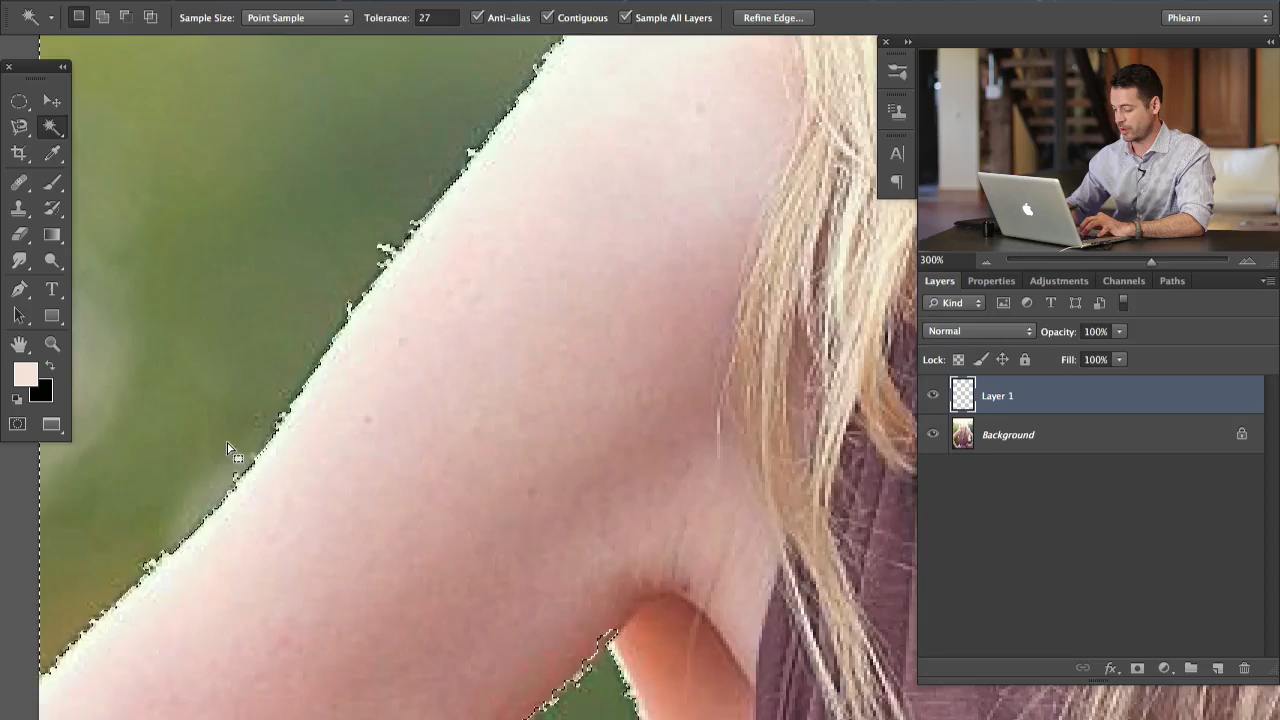 Sample Size: Point Sample Tolerance: 27 Anti-alias Contiguous Sample All Layers Refine Edge... Phlearn
300%
Layers Properties Adjustments Channels Paths
Kind
Normal Opacity: 100%
Lock: Fill: 100%
Layer 1
Background